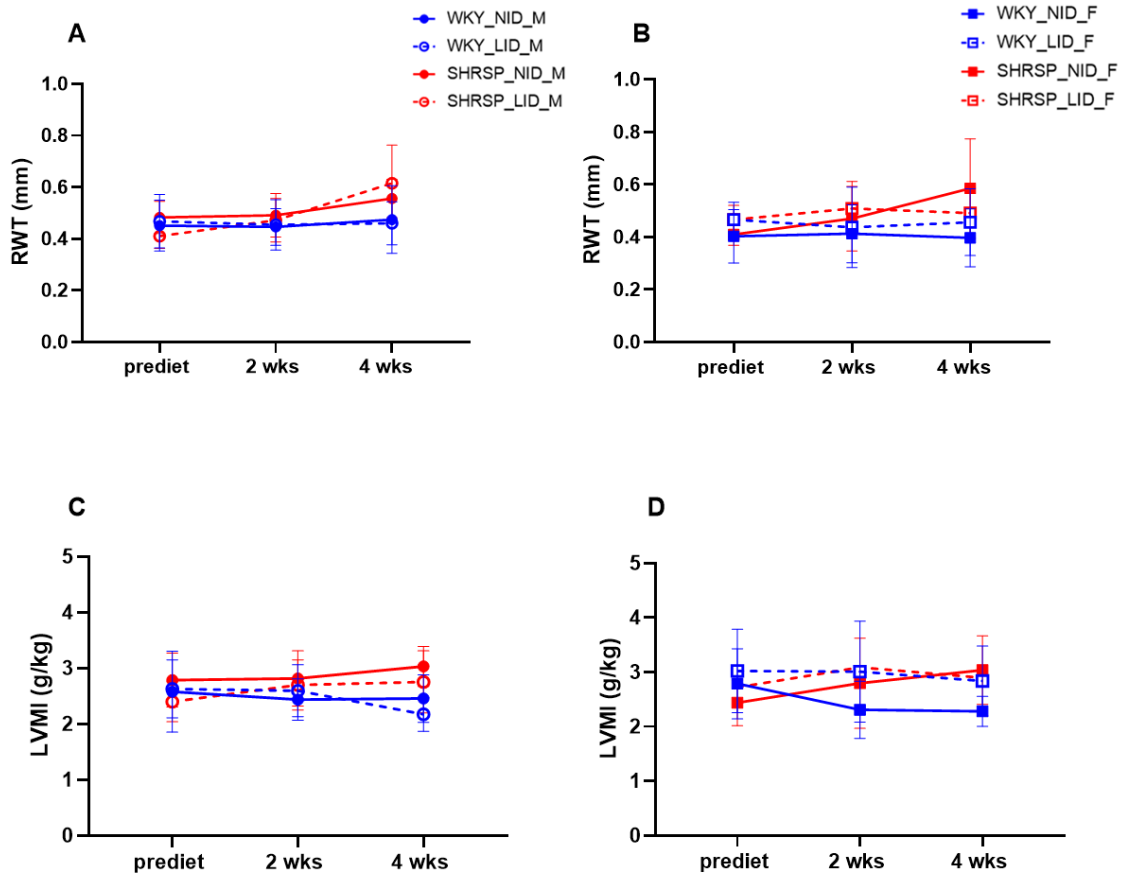 A
WKY_NID_M
WKY_LID_M
SHRSP_NID_M
SHRSP_LID_M
RWT (mm)
1.0
0.8
0.6
0.4
0.2
0.0
prediet 2 wks 4 wks
B
WKY_NID_F
WKY_LID_F
SHRSP_NID_F
SHRSP_LID_F
RWT (mm)
1.0
0.8
0.6
0.4
0.2
0.0
prediet 2 wks 4 wks
C
LVMI (g/kg)
5
4
3
2
1
0
prediet 2 wks 4 wks
D
LVMI (g/kg)
5
4
3
2
1
0
prediet 2 wks 4 wks